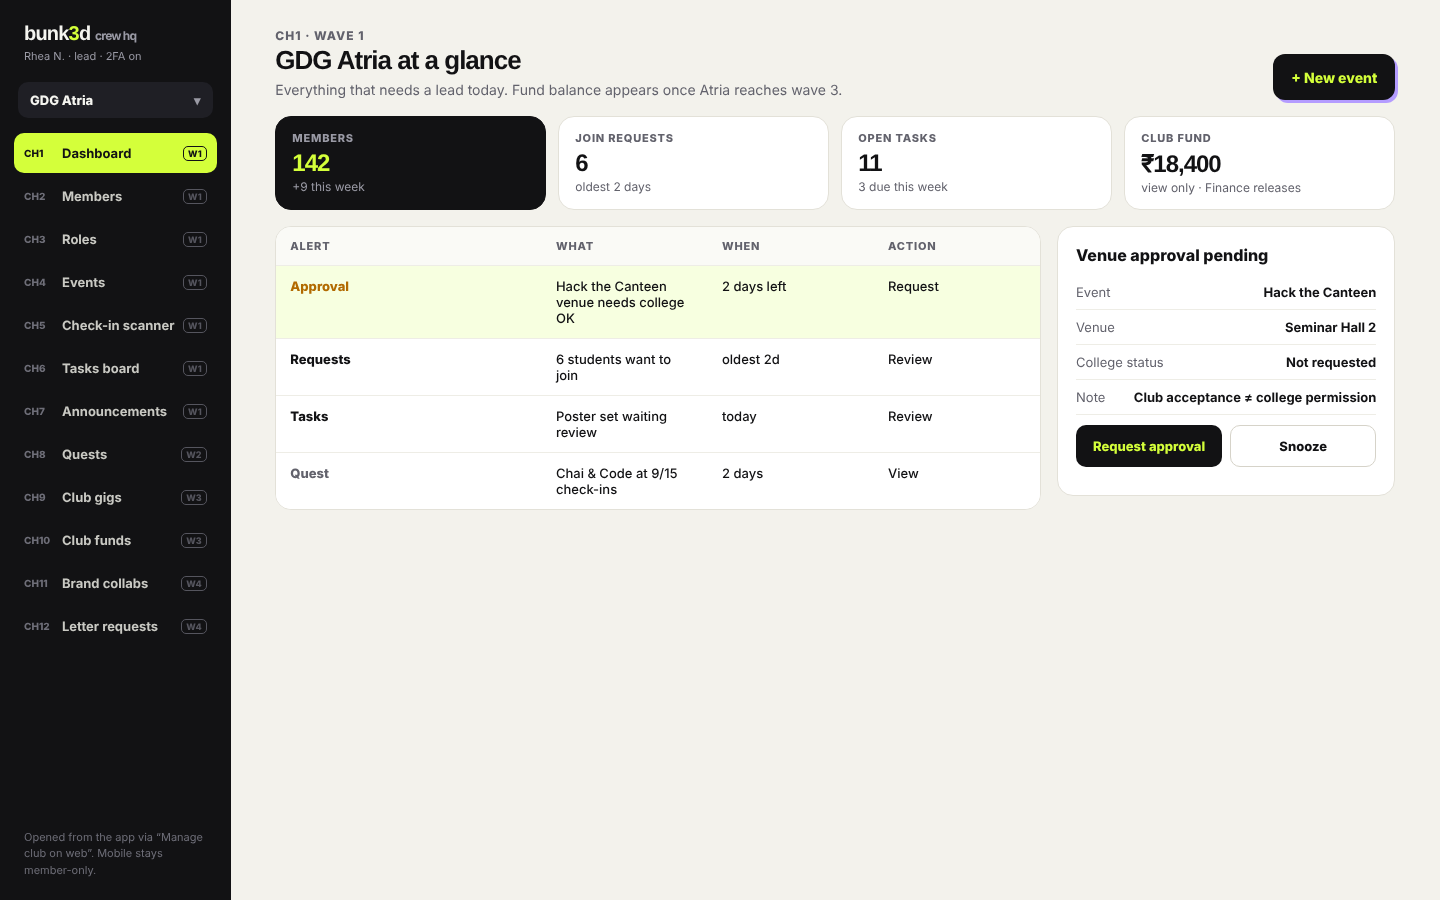 bunk3d crew hq
Rhea N. · lead · 2FA on
GDG Atria ▾
CH1 Dashboard W1
CH2 Members W1
CH3 Roles W1
CH4 Events W1
CH5 Check-in scanner W1
CH6 Tasks board W1
CH7 Announcements W1
CH8 Quests W2
CH9 Club gigs W3
CH10 Club funds W3
CH11 Brand collabs W4
CH12 Letter requests W4
Opened from the app via “Manage
club on web”. Mobile stays
member-only.
CH1 · WAVE 1
GDG Atria at a glance
Everything that needs a lead today. Fund balance appears once Atria reaches wave 3.
+ New event
MEMBERS
142
+9 this week
JOIN REQUESTS
6
oldest 2 days
OPEN TASKS
11
3 due this week
CLUB FUND
₹18,400
view only · Finance releases
ALERT WHAT WHEN ACTION
Approval Hack the Canteen 2 days left Request
venue needs college
OK
Requests 6 students want to oldest 2d Review
join
Tasks Poster set waiting today Review
review
Quest Chai & Code at 9/15 2 days View
check-ins
Venue approval pending
Event Hack the Canteen
Venue Seminar Hall 2
College status Not requested
Note Club acceptance ≠ college permission
Request approval Snooze